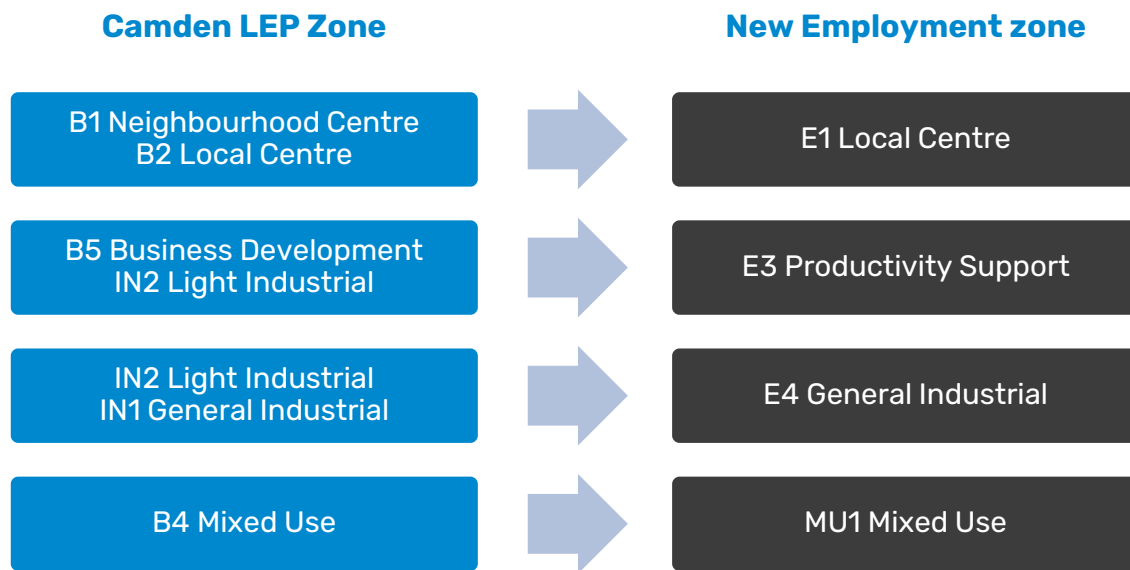 Camden LEP Zone
New Employment zone
B1 Neighbourhood Centre
B2 Local Centre
E1 Local Centre
B5 Business Development
IN2 Light Industrial
E3 Productivity Support
IN2 Light Industrial
IN1 General Industrial
E4 General Industrial
B4 Mixed Use
MU1 Mixed Use